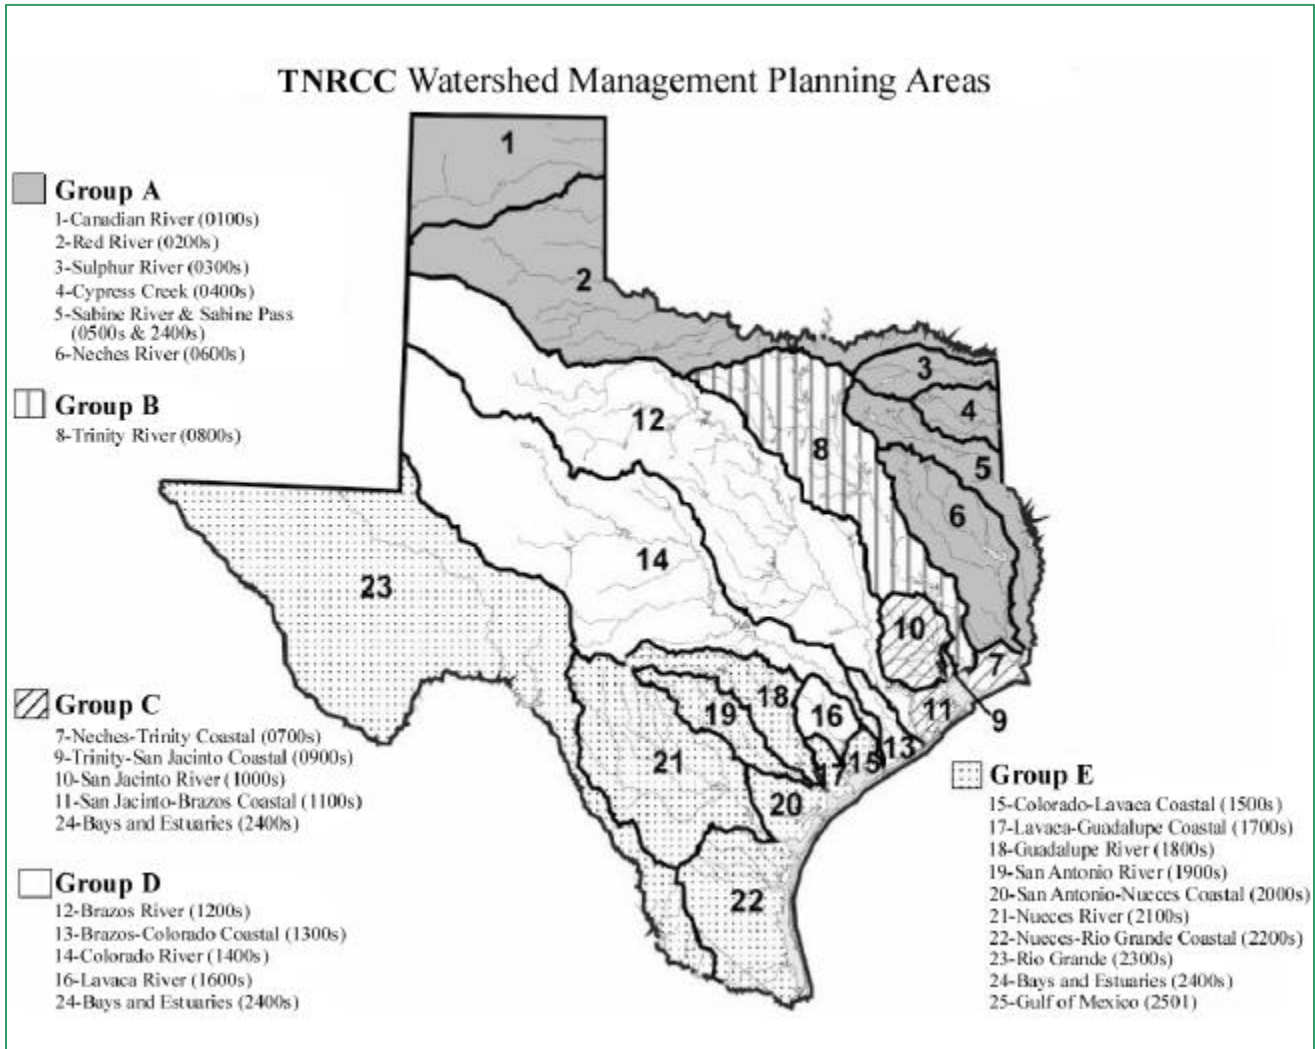 TNRCC Watershed Management Planning Areas
Group A
1-Canadian River (0100s)
2-Red River (0200s)
3-Sulphur River (0300s)
4-Cypress Creek (0400s)
5-Sabine River & Sabine Pass
(0500s & 2400s)
6-Neches River (0600s)
Group B
8-Trinity River (0800s)
Group C
7-Neches-Trinity Coastal (0700s)
9-Trinity-San Jacinto Coastal (0900s)
10-San Jacinto River (1000s)
11-San Jacinto-Brazos Coastal (1100s)
24-Bays and Estuaries (2400s)
Group D
12-Brazos River (1200s)
13-Brazos-Colorado Coastal (1300s)
14-Colorado River (1400s)
16-Lavaca River (1600s)
24-Bays and Estuaries (2400s)
1
2
3
4
12
8
5
6
14
23
10
7
18
19
16
11
9
13
15
17
21
20
22
Group E
15-Colorado-Lavaca Coastal (1500s)
17-Lavaca-Guadalupe Coastal (1700s)
18-Guadalupe River (1800s)
19-San Antonio River (1900s)
20-San Antonio-Nueces Coastal (2000s)
21-Nueces River (2100s)
22-Nueces-Rio Grande Coastal (2200s)
23-Rio Grande (2300s)
24-Bays and Estuaries (2400s)
25-Gulf of Mexico (2501)